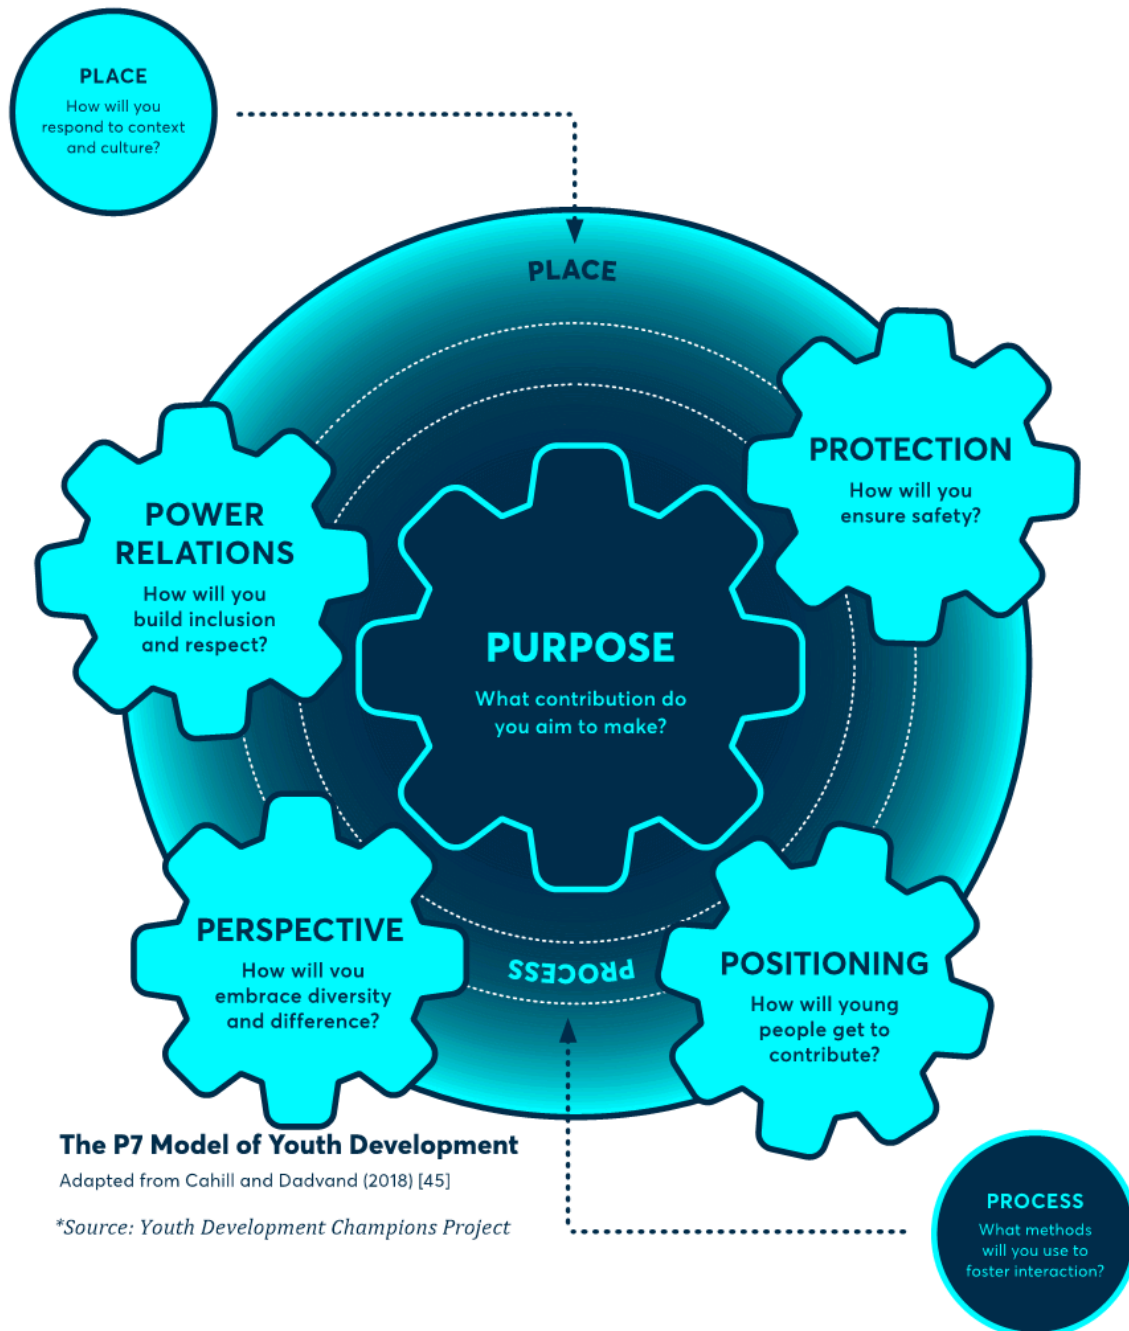 PLACE
How will you
respond to context
and culture?
PLACE
PROTECTION
How will you
ensure safety?
POWER
RELATIONS
How will you
build inclusion
and respect?
PURPOSE
What contribution do
you aim to make?
PERSPECTIVE
How will vou
embrace diversity
and difference?
PROCESS
POSITIONING
How will young
people get to
contribute?
The P7 Model of Youth Development
Adapted from Cahill and Dadvand (2018) [45]
*Source: Youth Development Champions Project
PROCESS
What methods
will you use to
foster interaction?